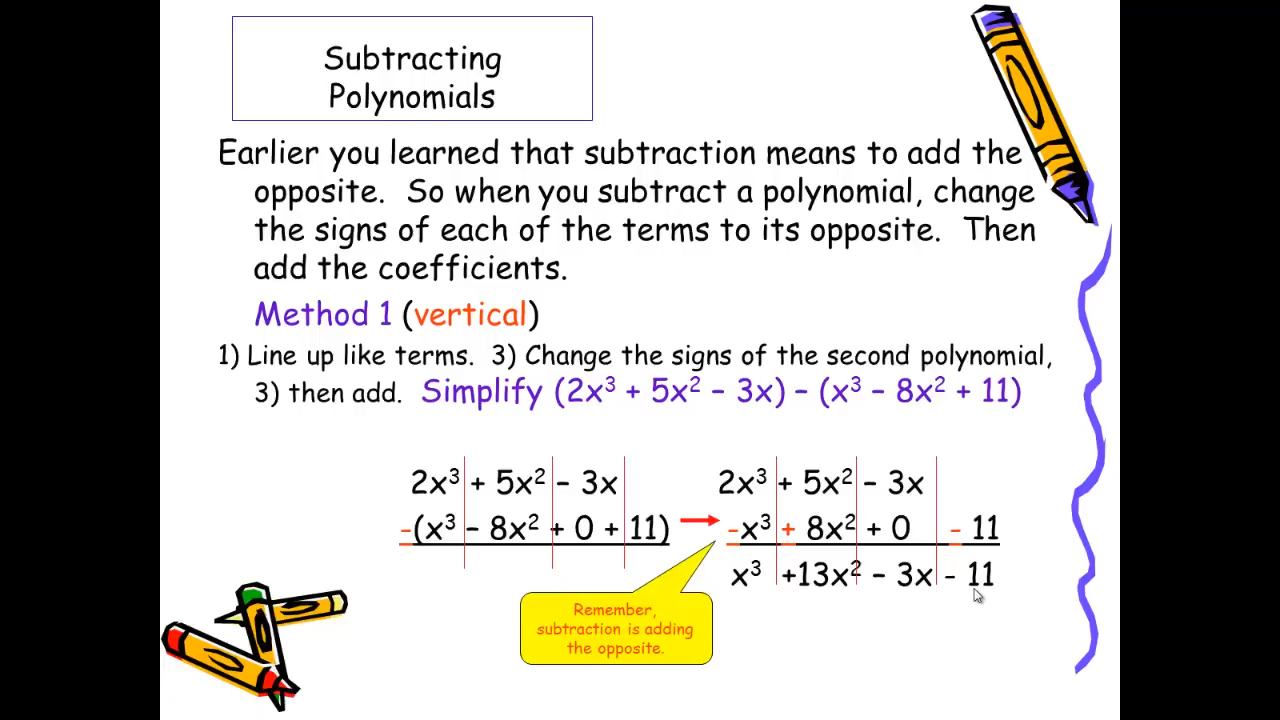 Subtracting
Polynomials
Earlier you learned that subtraction means to add the
opposite. So when you subtract a polynomial, change
the signs of each of the terms to its opposite. Then
add the coefficients.
Method 1 (vertical)
1) Line up like terms. 3) Change the signs of the second polynomial,
3) then add. Simplify (2x³ + 5x² – 3x) – (x³ – 8x² + 11)
2x³ + 5x² – 3x
-(x³ – 8x² + 0 + 11)
2x³ + 5x² – 3x
-x³ + 8x² + 0 - 11
x³ +13x² – 3x - 11
Remember,
subtraction is adding
the opposite.